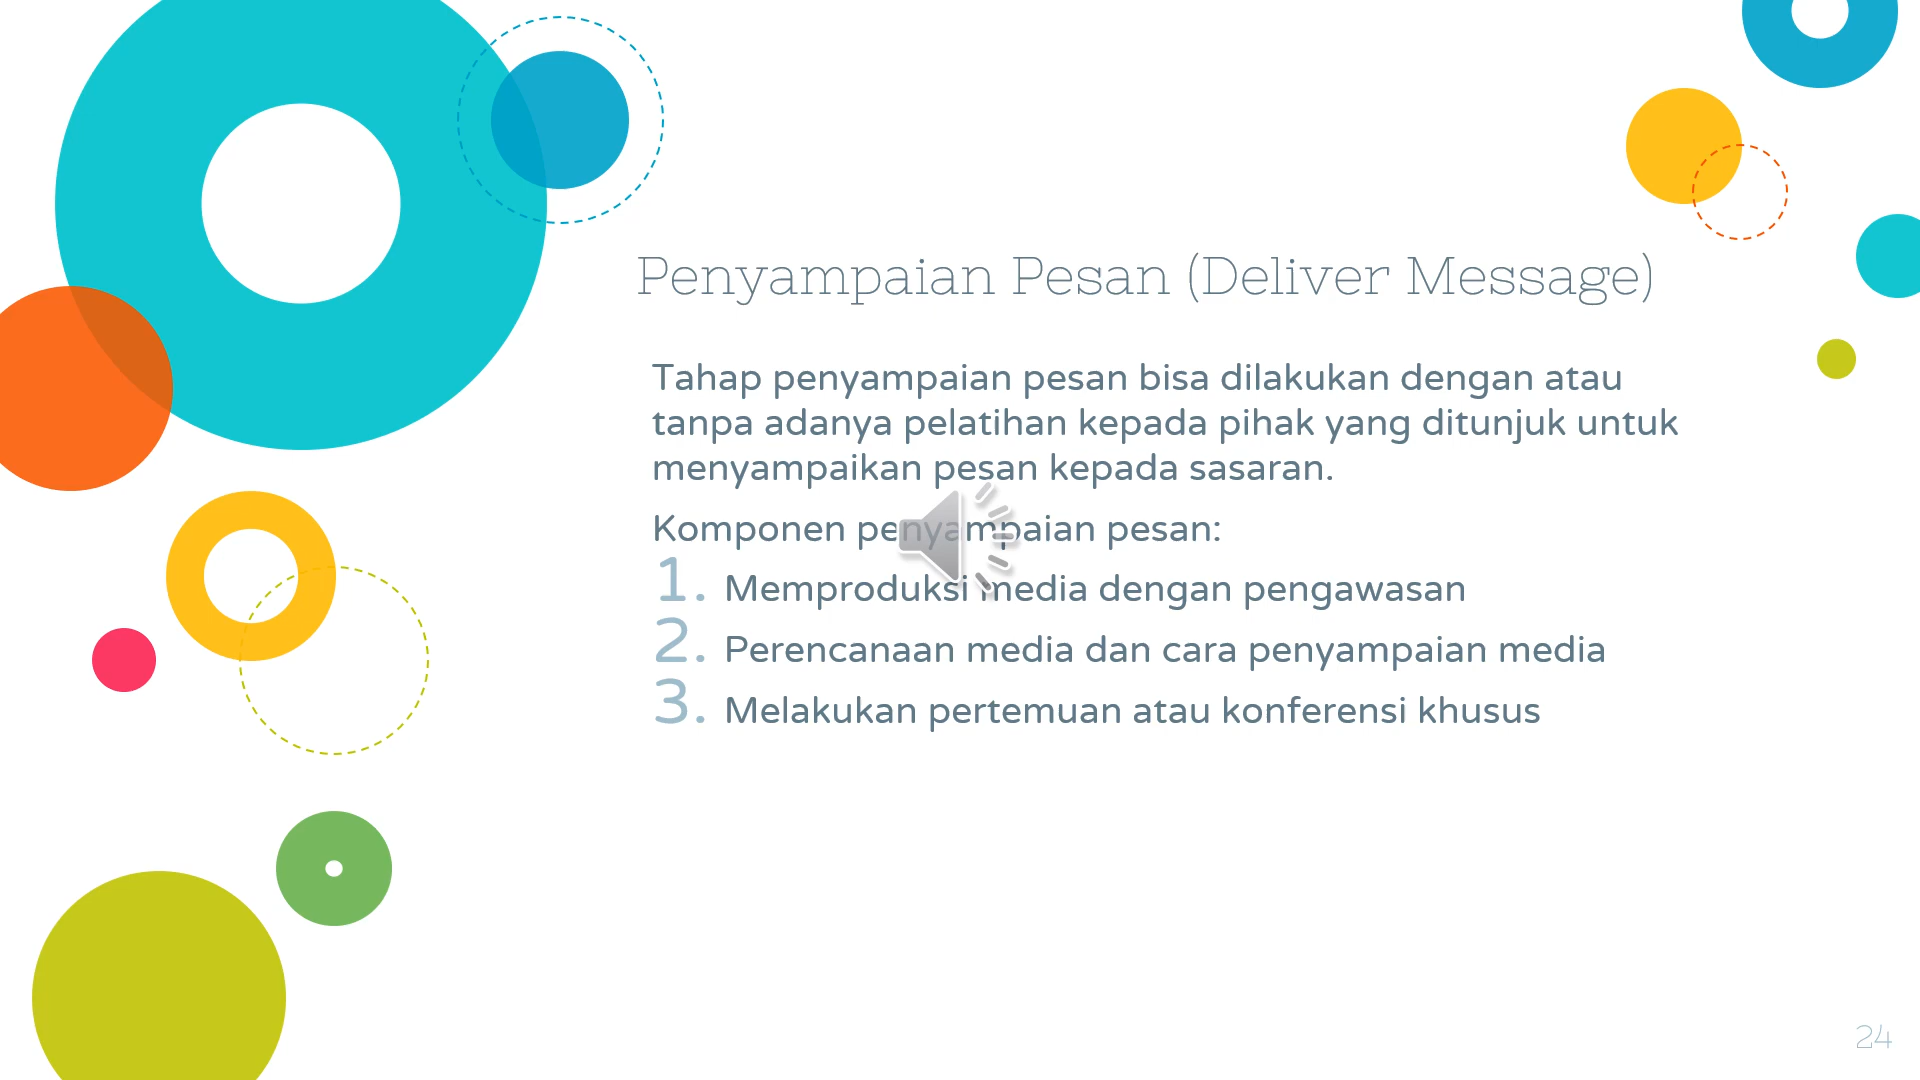 Penyampaian Pesan (Deliver Message)
Tahap penyampaian pesan bisa dilakukan dengan atau
tanpa adanya pelatihan kepada pihak yang ditunjuk untuk
menyampaikan pesan kepada sasaran.
Komponen penyampaian pesan:
1. Memproduksi media dengan pengawasan
2. Perencanaan media dan cara penyampaian media
3. Melakukan pertemuan atau konferensi khusus
24